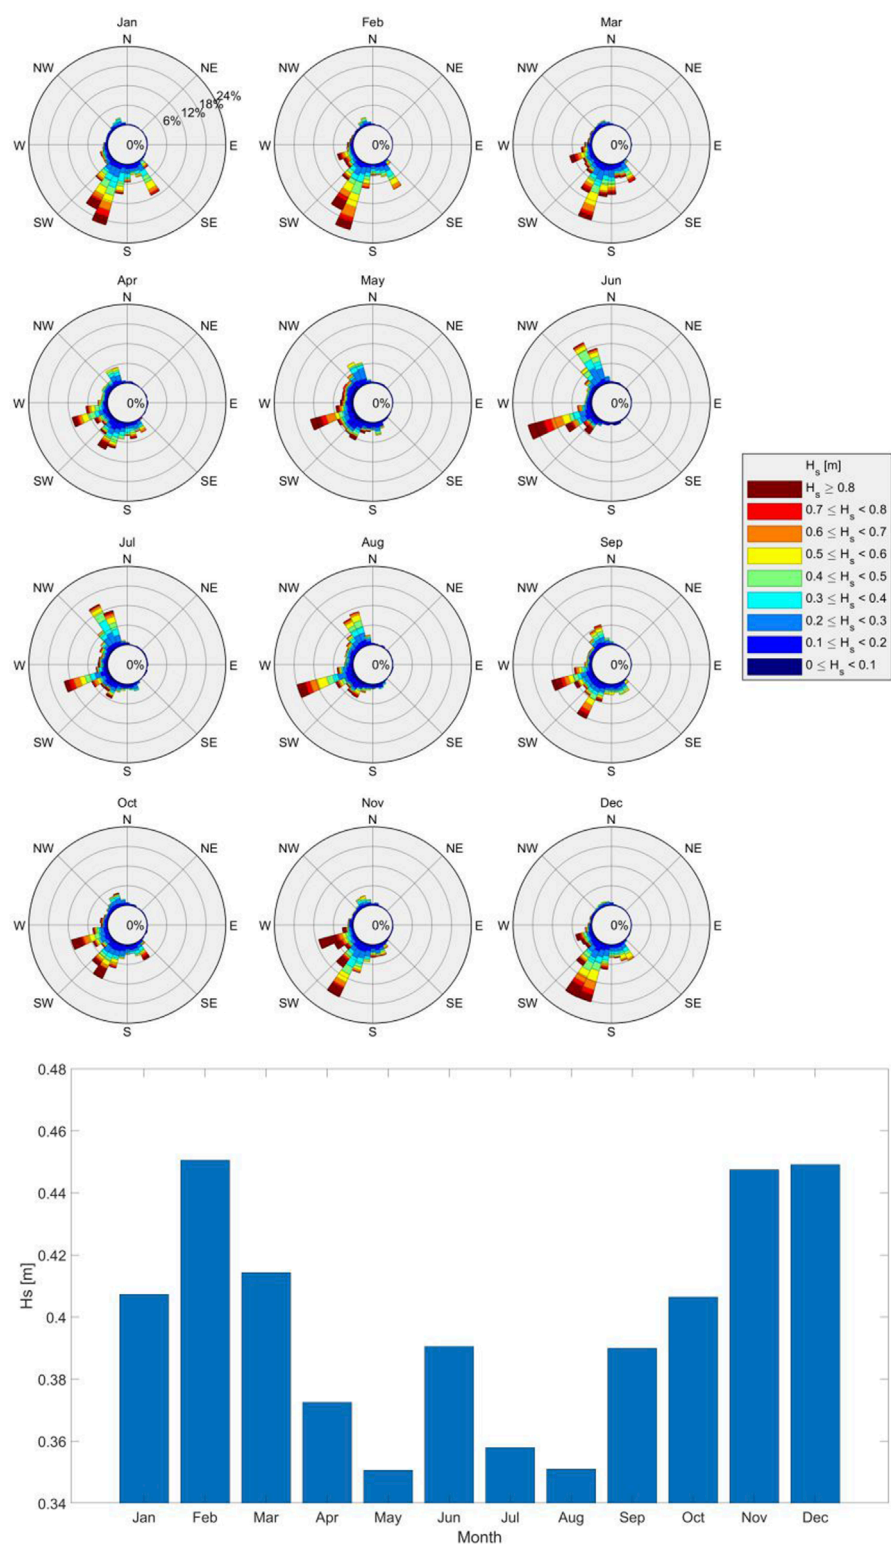 Jan Feb Mar
N N N
NW NE NW NE NW NE
6% 12% 18% 24%
W 0% E W 0% E W 0% E
SW SE SW SE SW SE
S S S
Apr May Jun
N N N
NW NE NW NE NW NE
W 0% E W 0% E W 0% E
SW SE SW SE SW SE
S S S
Hs [m]
Hs ≥ 0.8
0.7 ≤ Hs < 0.8
0.6 ≤ Hs < 0.7
0.5 ≤ Hs < 0.6
0.4 ≤ Hs < 0.5
0.3 ≤ Hs < 0.4
0.2 ≤ Hs < 0.3
0.1 ≤ Hs < 0.2
0 ≤ Hs < 0.1
Jul Aug Sep
N N N
NW NE NW NE NW NE
W 0% E W 0% E W 0% E
SW SE SW SE SW SE
S S S
Oct Nov Dec
N N N
NW NE NW NE NW NE
W 0% E W 0% E W 0% E
SW SE SW SE SW SE
S S S
0.48
0.46
0.44
0.42
0.4
0.38
0.36
0.34
Hs [m]
Jan Feb Mar Apr May Jun Jul Aug Sep Oct Nov Dec
Month